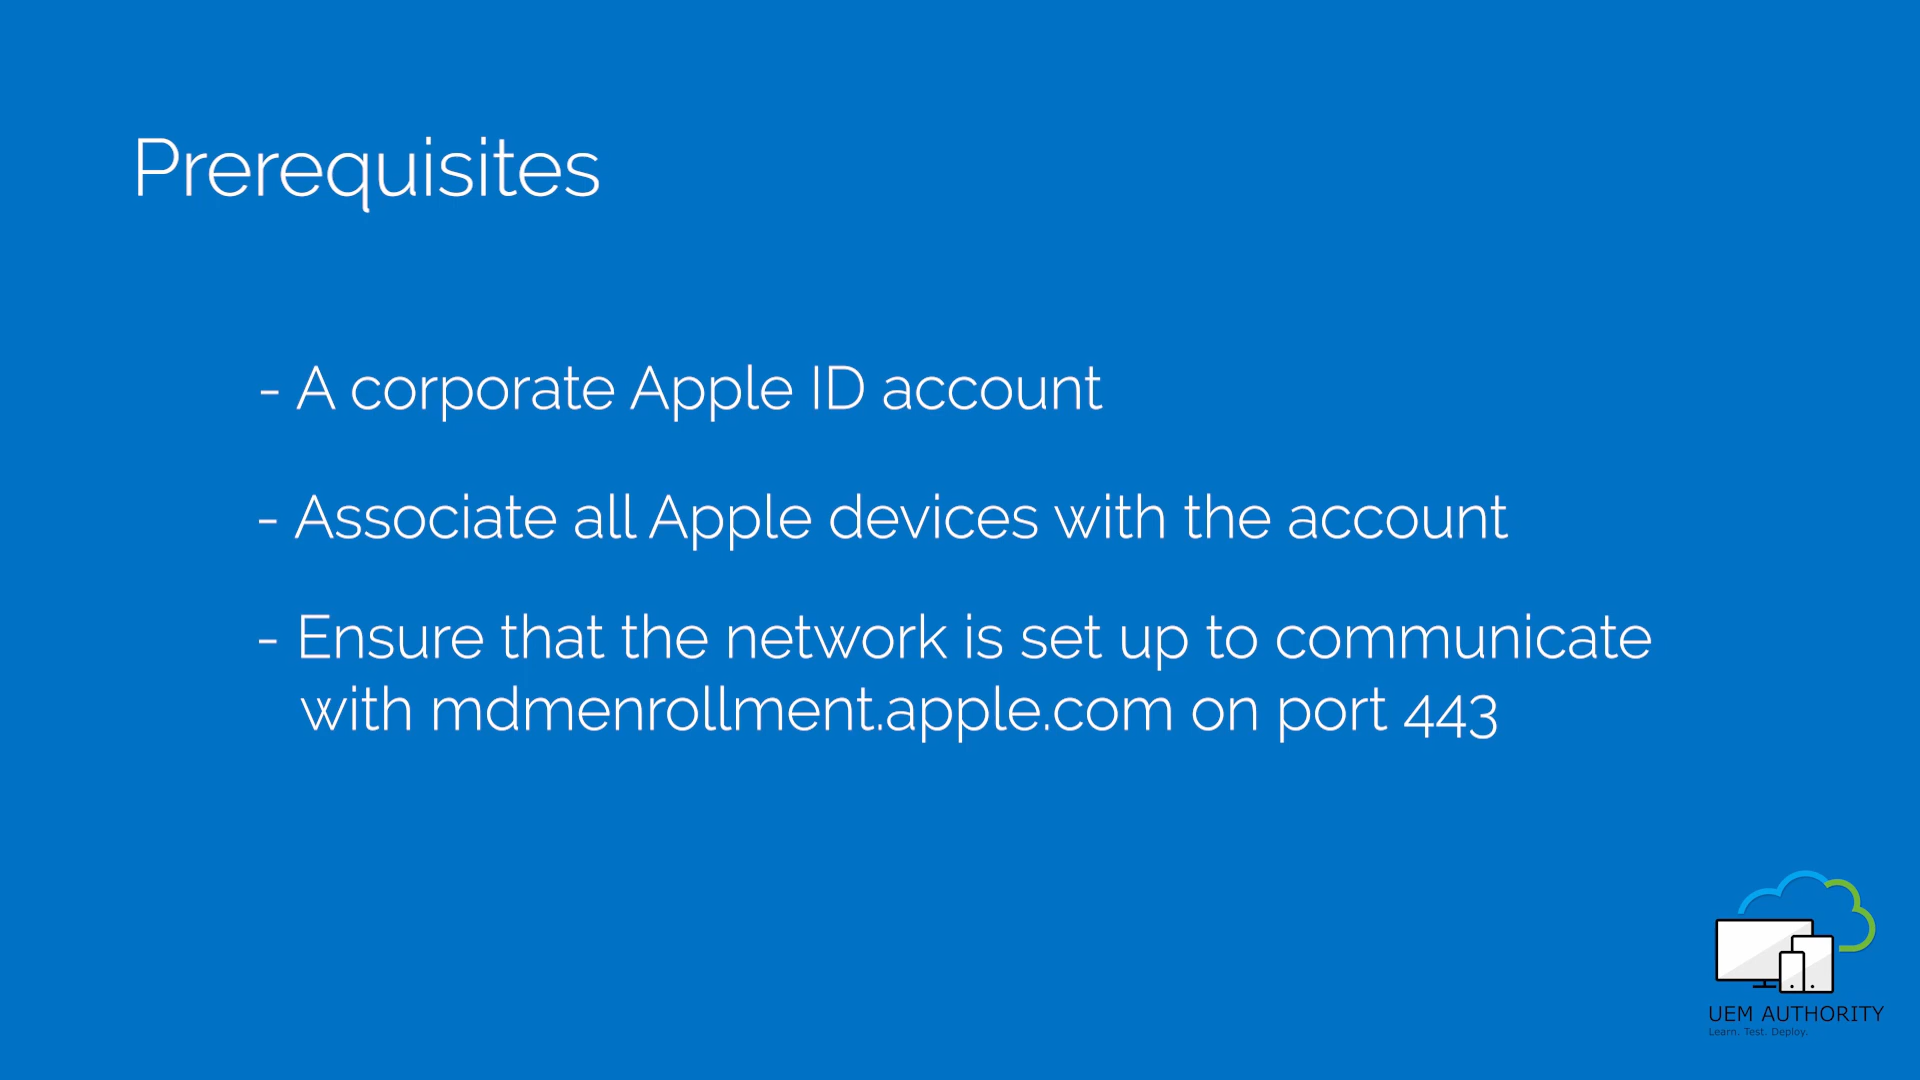 Prerequisites
- A corporate Apple ID account
- Associate all Apple devices with the account
- Ensure that the network is set up to communicate
with mdmenrollment.apple.com on port 443
UEM AUTHORITY
Learn. Test. Deploy.